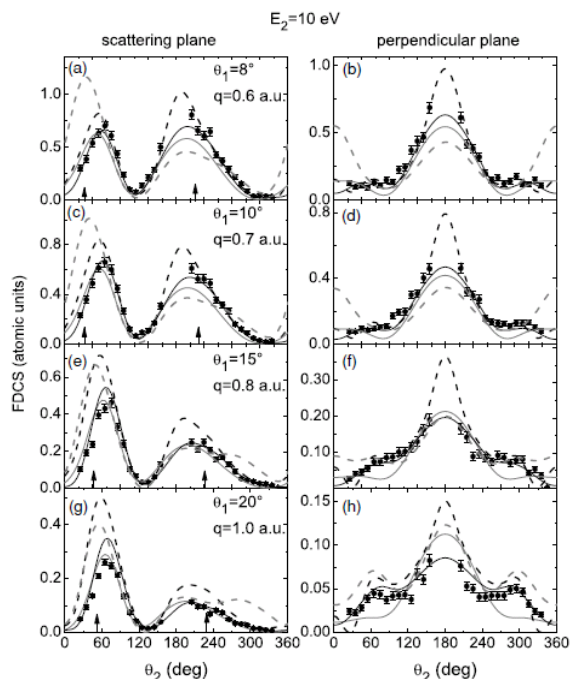 E₂=10 eV
scattering plane
perpendicular plane
FDCS (atomic units)
(a)
θ₁=8°
q=0.6 a.u.
1.0
0.5
0.0
(b)
1.0
0.5
0.0
(c)
θ₁=10°
q=0.7 a.u.
0.8
0.4
0.0
(d)
0.8
0.4
0.0
(e)
θ₁=15°
q=0.8 a.u.
0.6
0.4
0.2
0.0
(f)
0.30
0.20
0.10
0.00
(g)
θ₁=20°
q=1.0 a.u.
0.4
0.2
0.0
(h)
0.15
0.10
0.05
0.00
0 60 120 180 240 300 360
0 60 120 180 240 300 360
θ₂ (deg)
θ₂ (deg)